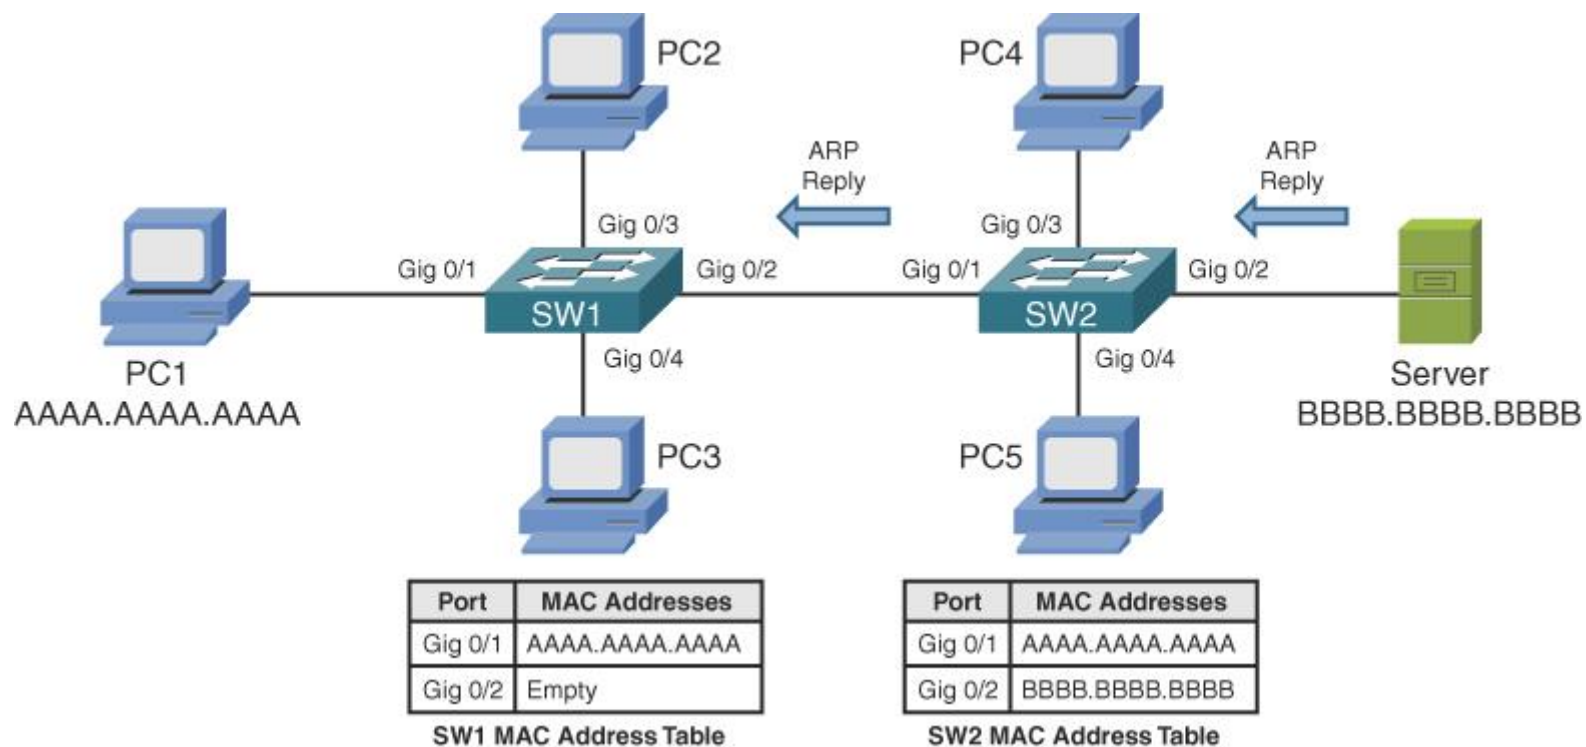 PC2
PC4
ARP
Reply
ARP
Reply
Gig 0/3
Gig 0/3
Gig 0/1
Gig 0/2
Gig 0/1
Gig 0/2
SW1
SW2
Gig 0/4
Gig 0/4
PC1
AAAA.AAAA.AAAA
Server
BBBB.BBBB.BBBB
PC3
PC5
Port MAC Addresses
Gig 0/1 AAAA.AAAA.AAAA
Gig 0/2 Empty
SW1 MAC Address Table
Port MAC Addresses
Gig 0/1 AAAA.AAAA.AAAA
Gig 0/2 BBBB.BBBB.BBBB
SW2 MAC Address Table